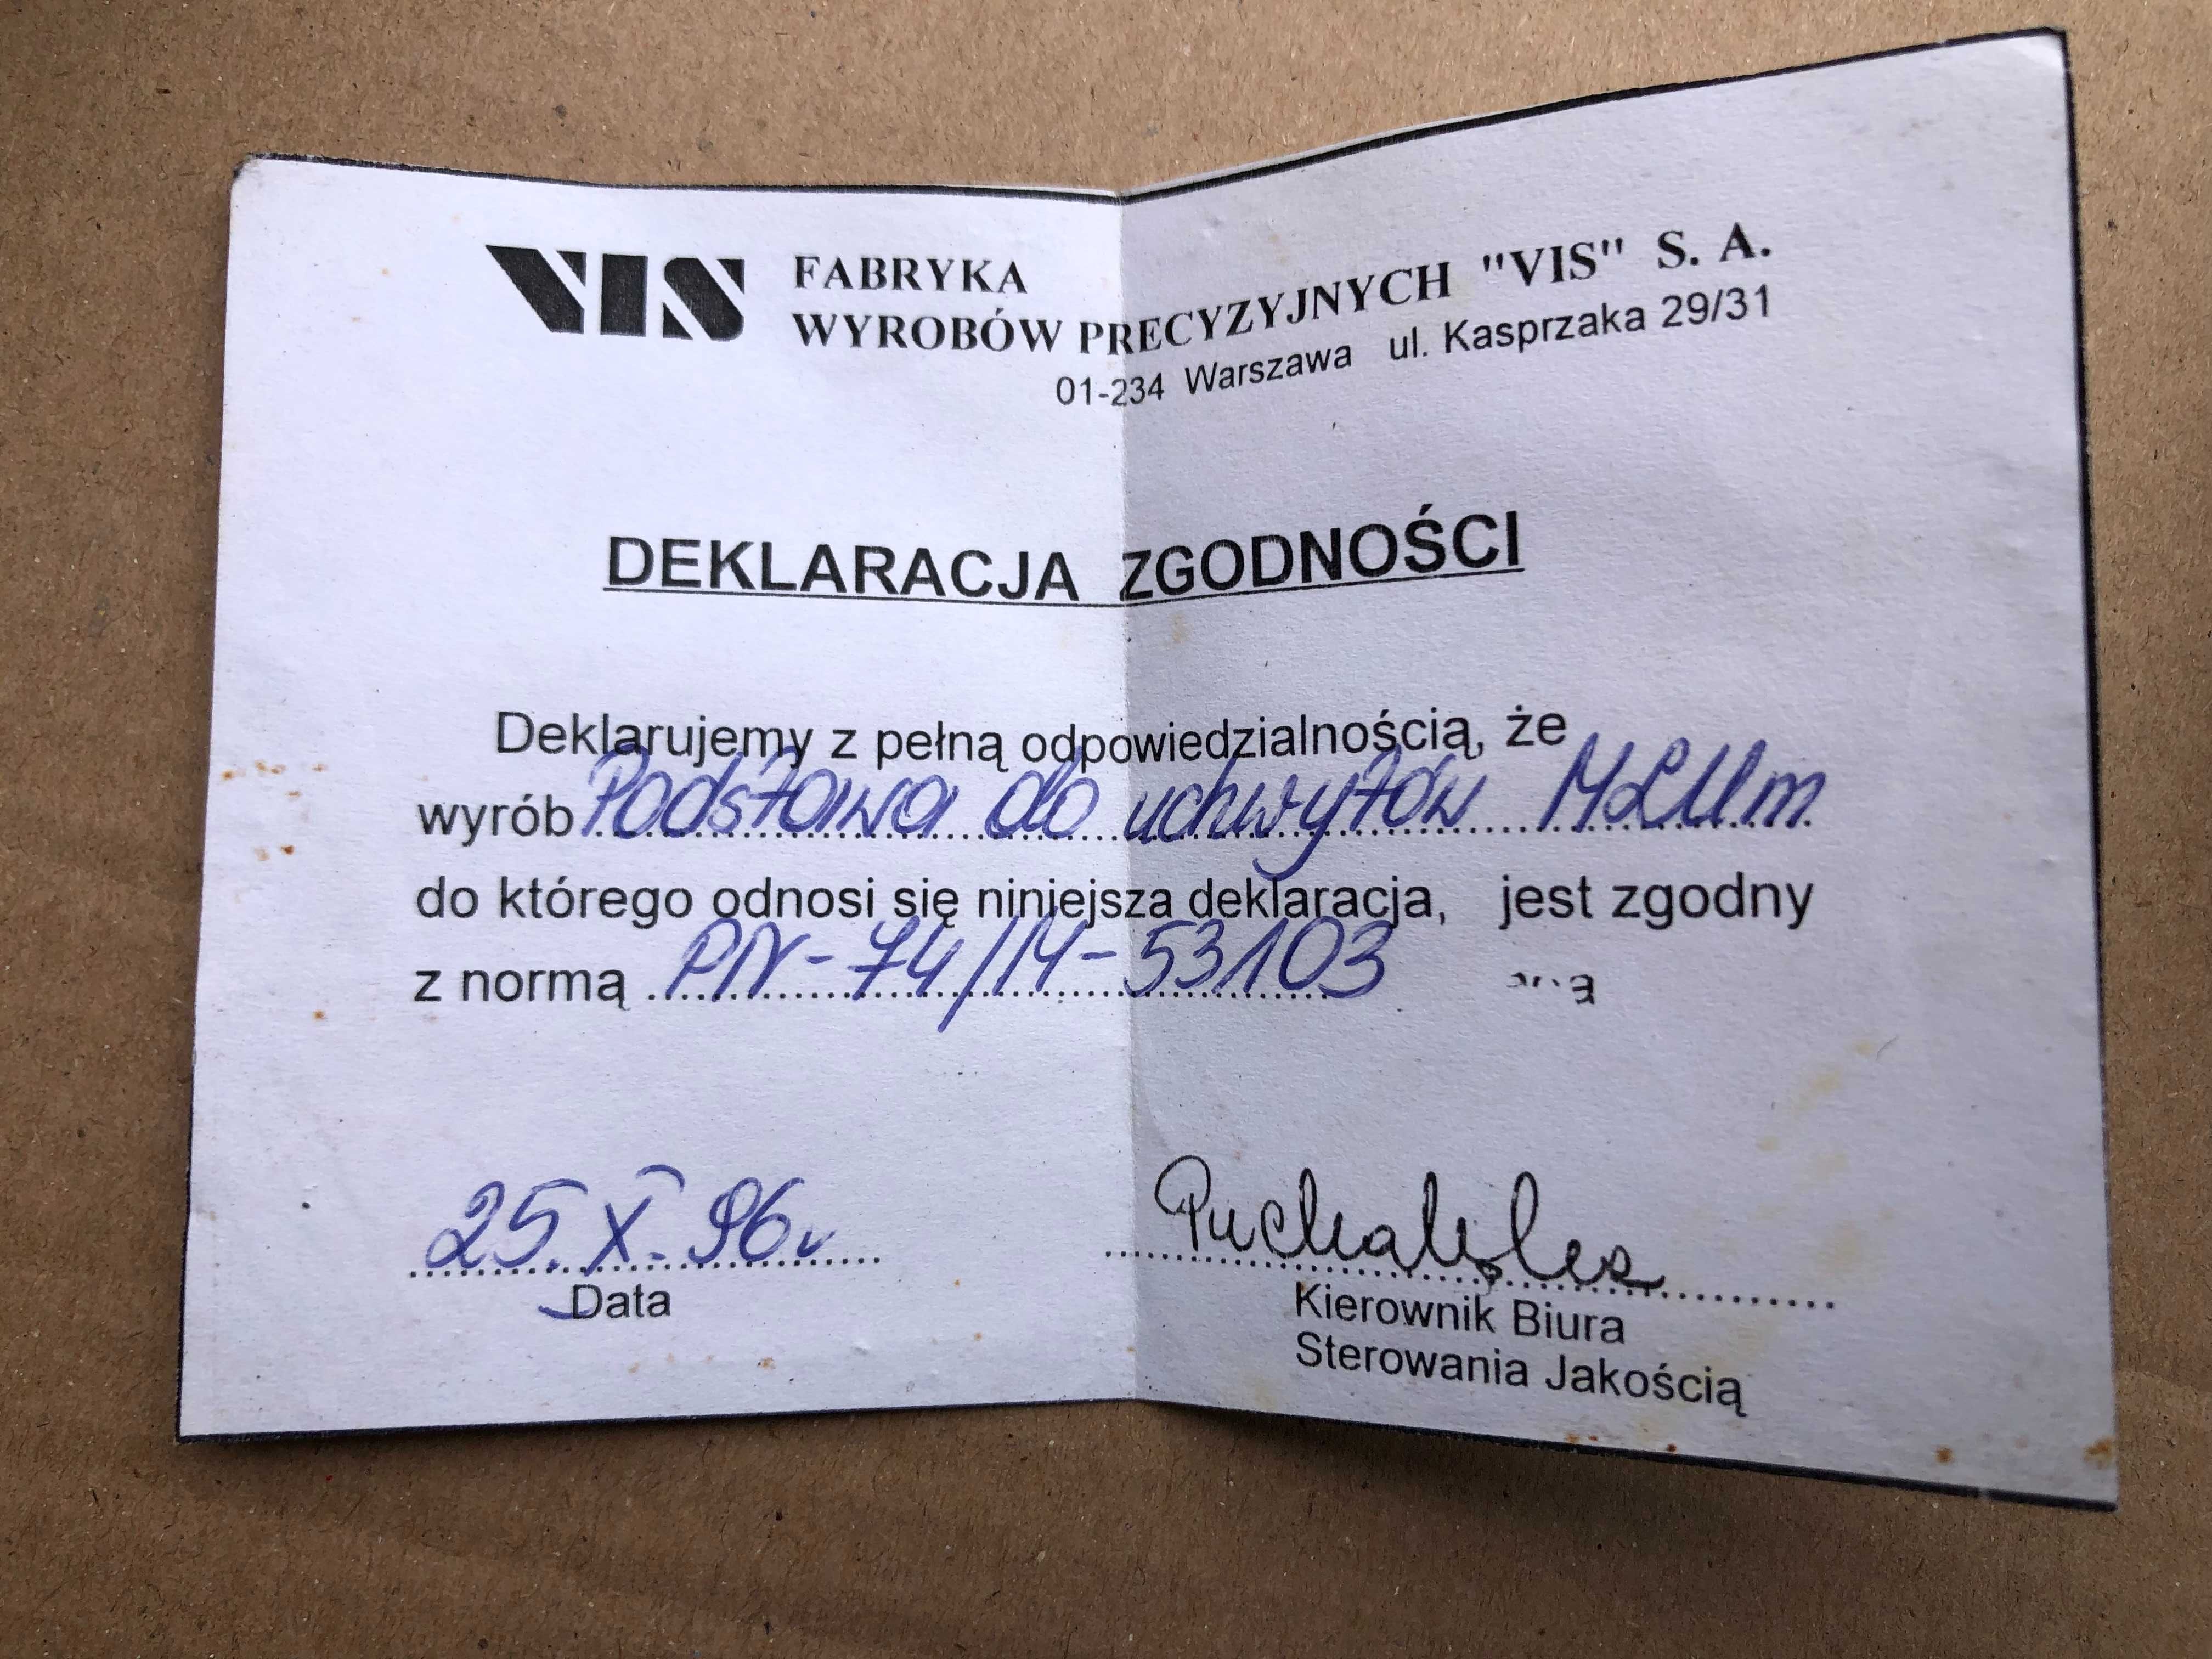 VIS FABRYKA
WYROBÓW PRECYZYJNYCH "VIS" S. A.
01-234 Warszawa ul. Kasprzaka 29/31
DEKLARACJA ZGODNOŚCI
Deklarujemy z pełną odpowiedzialnością, że
wyrób Podstawa do uchwytów MLUm
do którego odnosi się niniejsza deklaracja, jest zgodny
z normą PN-74/M-53103
25.X.96r
Data
Kierownik Biura
Sterowania Jakością